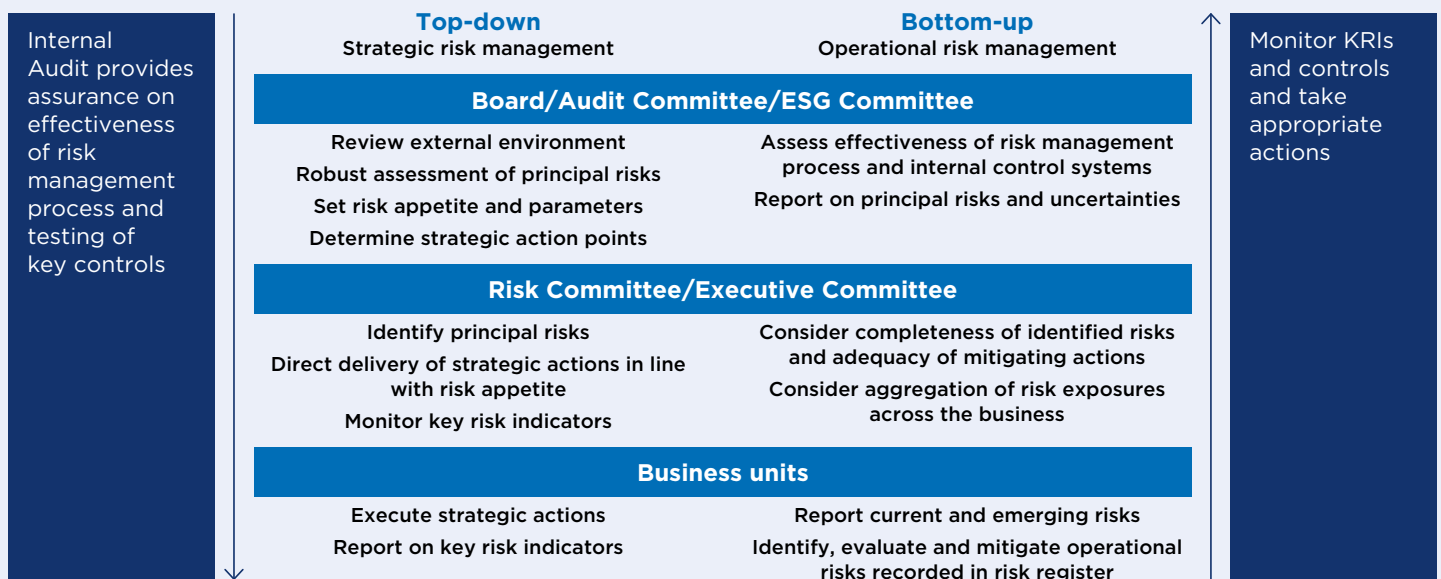 Internal
Audit provides
assurance on
effectiveness
of risk
management
process and
testing of
key controls
Top-down
Strategic risk management
Bottom-up
Operational risk management
Board/Audit Committee/ESG Committee
Review external environment
Robust assessment of principal risks
Set risk appetite and parameters
Determine strategic action points
Assess effectiveness of risk management
process and internal control systems
Report on principal risks and uncertainties
Risk Committee/Executive Committee
Identify principal risks
Direct delivery of strategic actions in line
with risk appetite
Monitor key risk indicators
Consider completeness of identified risks
and adequacy of mitigating actions
Consider aggregation of risk exposures
across the business
Business units
Execute strategic actions
Report on key risk indicators
Report current and emerging risks
Identify, evaluate and mitigate operational
risks recorded in risk register
Monitor KRIs
and controls
and take
appropriate
actions